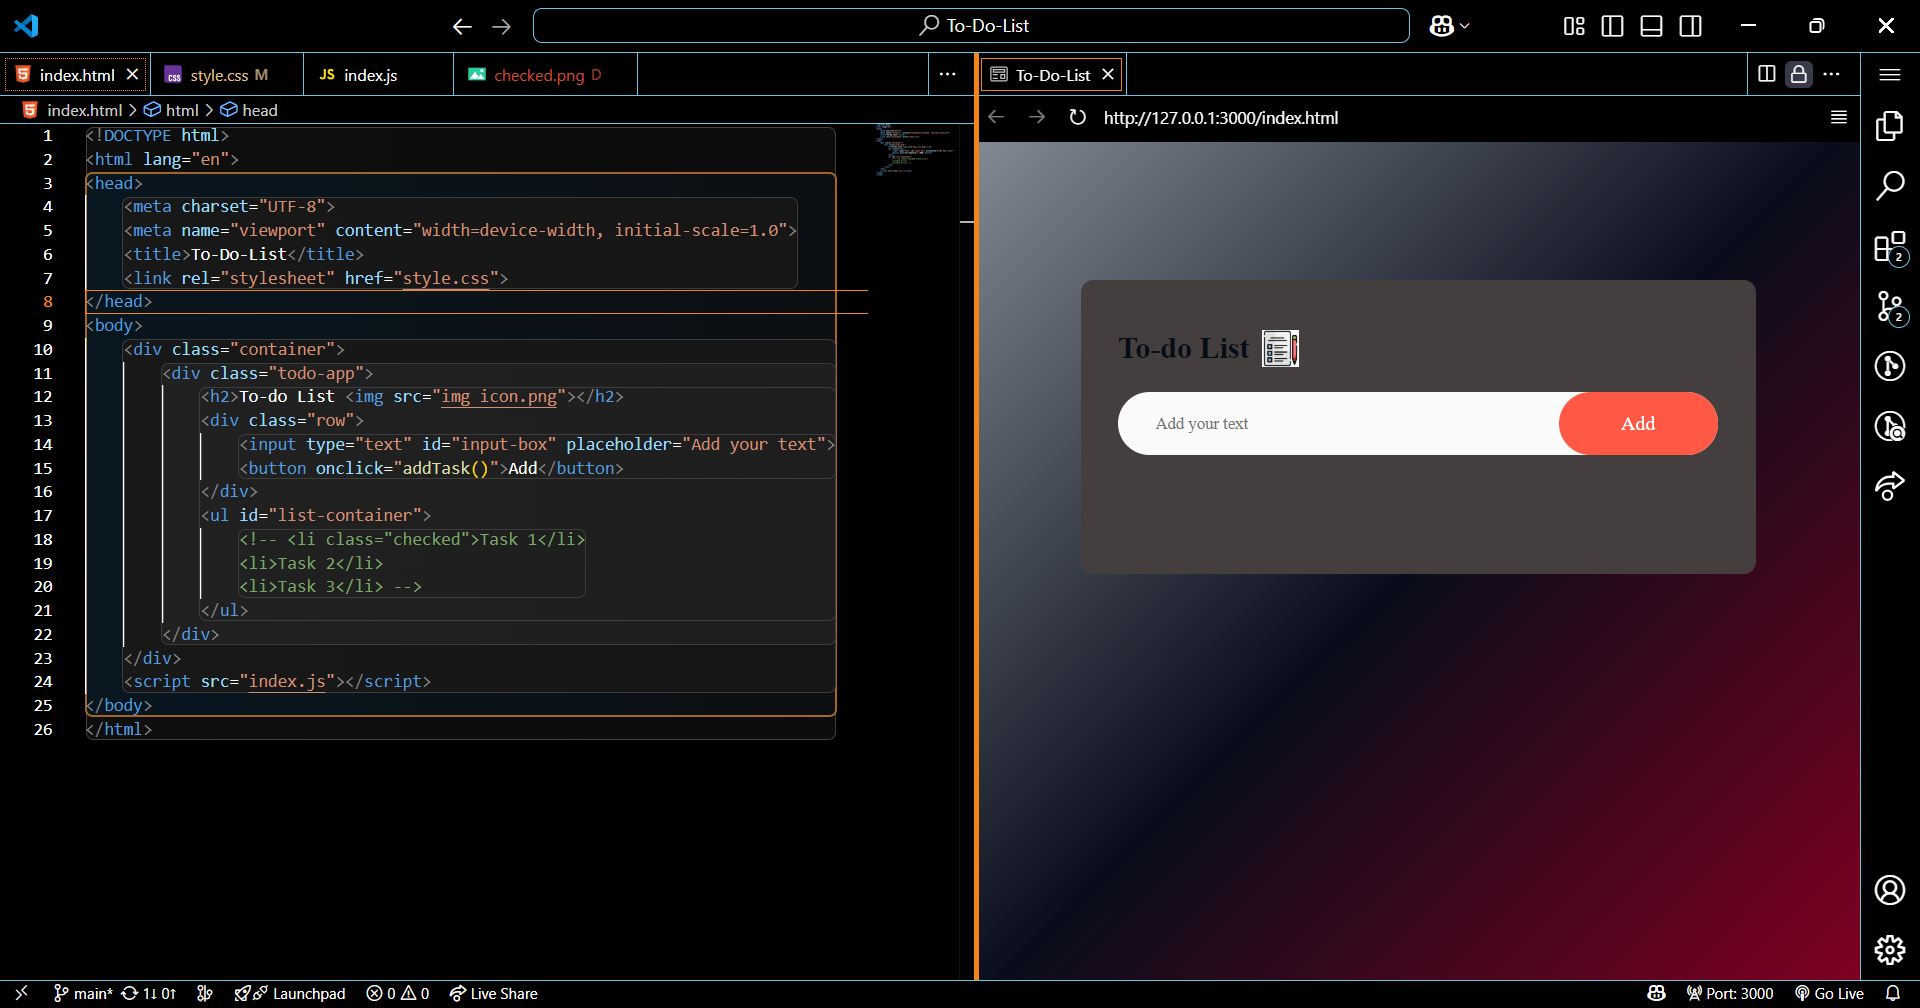 To-Do-List
index.html
style.css M
JS index.js
checked.png D
To-Do-List
index.html > html > head
http://127.0.0.1:3000/index.html
1 <!DOCTYPE html>
2 <html lang="en">
3 <head>
4 <meta charset="UTF-8">
5 <meta name="viewport" content="width=device-width, initial-scale=1.0">
6 <title>To-Do-List</title>
7 <link rel="stylesheet" href="style.css">
8 </head>
9 <body>
10 <div class="container">
11 <div class="todo-app">
12 <h2>To-do List <img src="img icon.png"></h2>
13 <div class="row">
14 <input type="text" id="input-box" placeholder="Add your text">
15 <button onclick="addTask()">Add</button>
16 </div>
17 <ul id="list-container">
18 <!-- <li class="checked">Task 1</li>
19 <li>Task 2</li>
20 <li>Task 3</li> -->
21 </ul>
22 </div>
23 </div>
24 <script src="index.js"></script>
25 </body>
26 </html>
To-do List
Add your text
Add
2
2
main* 1↓ 0↑
Launchpad
0 0
Live Share
Port: 3000
Go Live